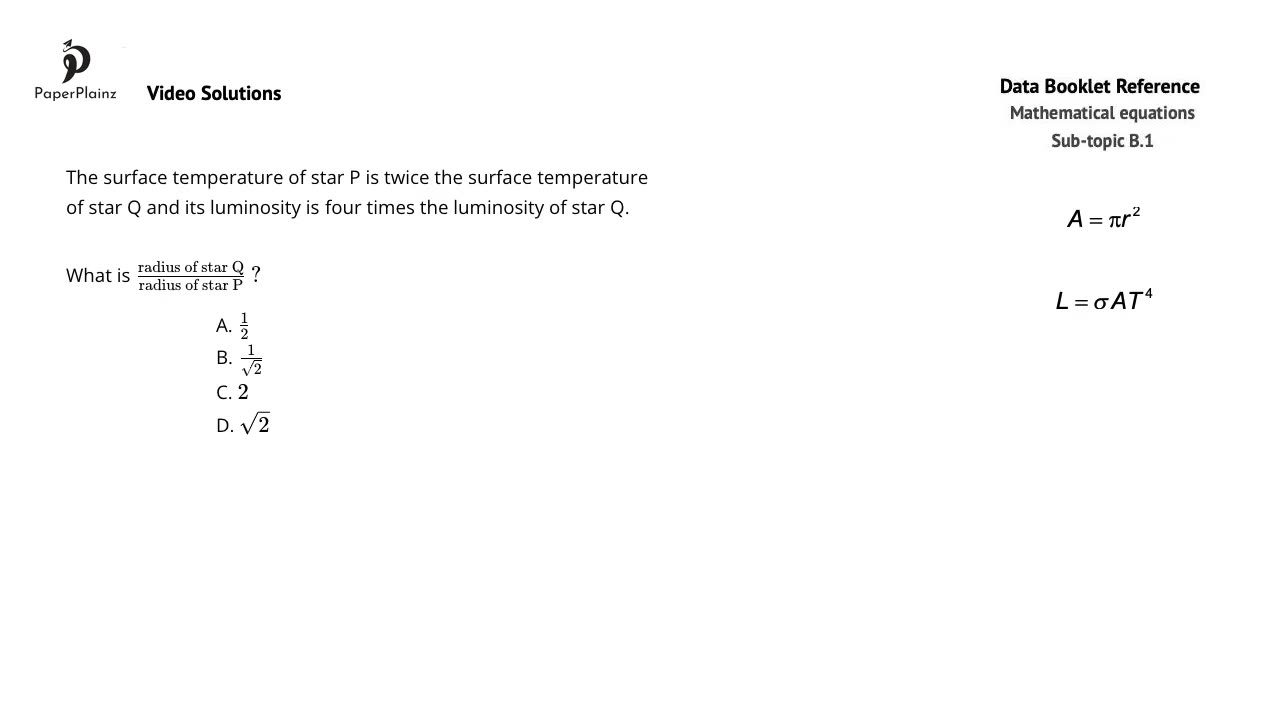 PaperPlainz
Video Solutions
Data Booklet Reference
Mathematical equations
Sub-topic B.1
The surface temperature of star P is twice the surface temperature
of star Q and its luminosity is four times the luminosity of star Q.
What is radius of star Q / radius of star P ?
A. 1/2
B. 1/√2
C. 2
D. √2
A = πr²
L = σAT⁴